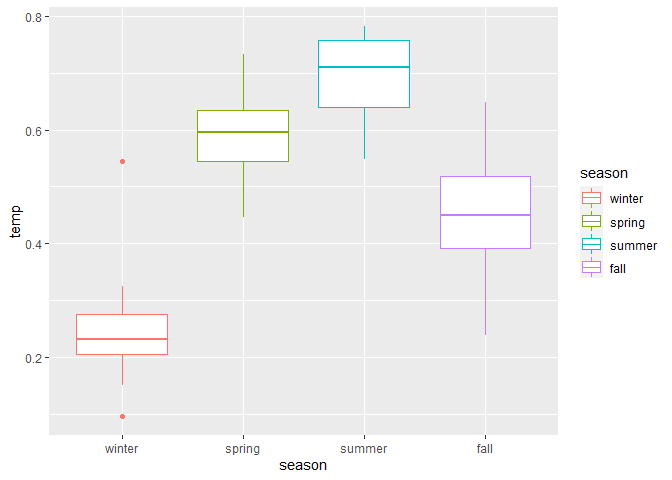 0.8
0.6
0.4
0.2
temp
winter spring summer fall
season
season
winter
spring
summer
fall